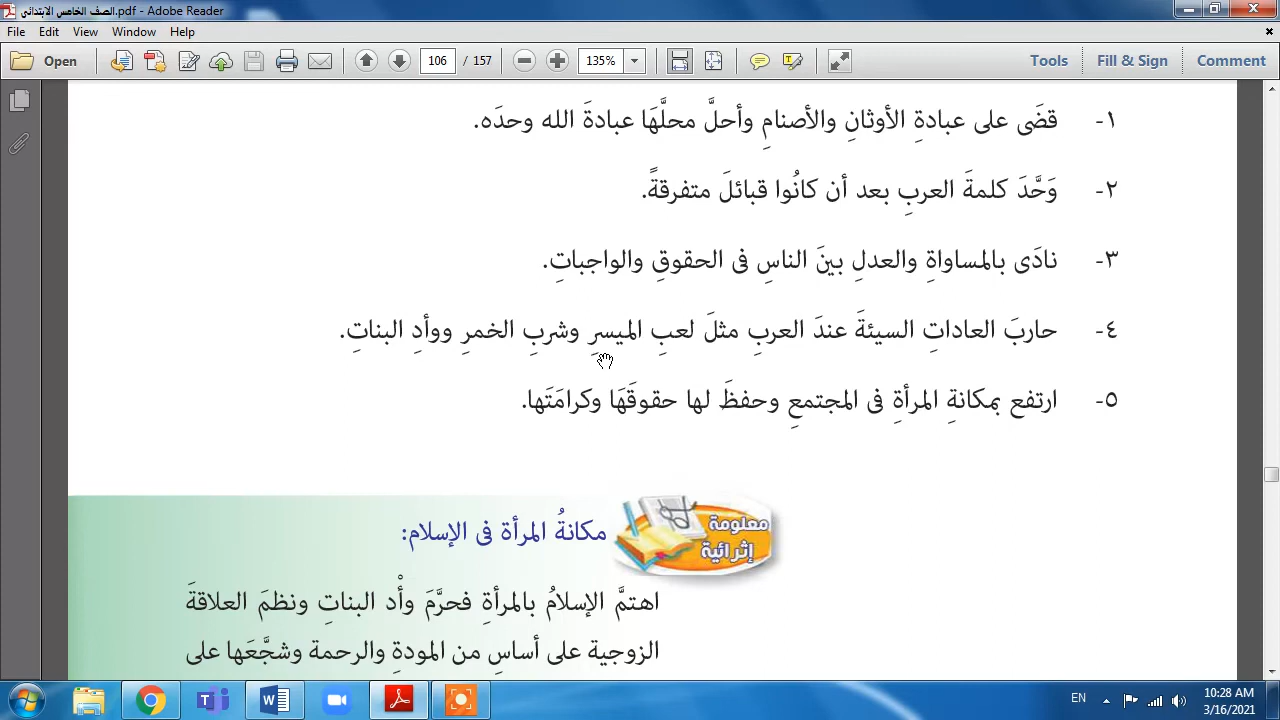 الصف الخامس الابتدائى.pdf - Adobe Reader
File Edit View Window Help
Open 106 / 157 135% Tools Fill & Sign Comment
١- قضَى على عبادةِ الأوثانِ والأصنامِ وأحلَّ محلَّهَا عبادةَ الله وحدَه.
٢- وَحَّدَ كلمةَ العربِ بعد أن كانُوا قبائلَ متفرقةً.
٣- نادَى بالمساواةِ والعدلِ بينَ الناسِ فى الحقوقِ والواجباتِ.
٤- حاربَ العاداتِ السيئةَ عندَ العربِ مثلَ لعبِ الميسرِ وشربِ الخمرِ ووأدِ البناتِ.
٥- ارتفع بمكانةِ المرأةِ فى المجتمعِ وحفظَ لها حقوقَهَا وكرامَتَها.
معلومة
إثرائية
مكانةُ المرأة فى الإسلام:
اهتمَّ الإسلامُ بالمرأةِ فحرَّمَ وأْد البناتِ ونظمَ العلاقةَ
الزوجية على أساسِ من المودةِ والرحمة وشجَّعَها على
EN 10:28 AM
3/16/2021